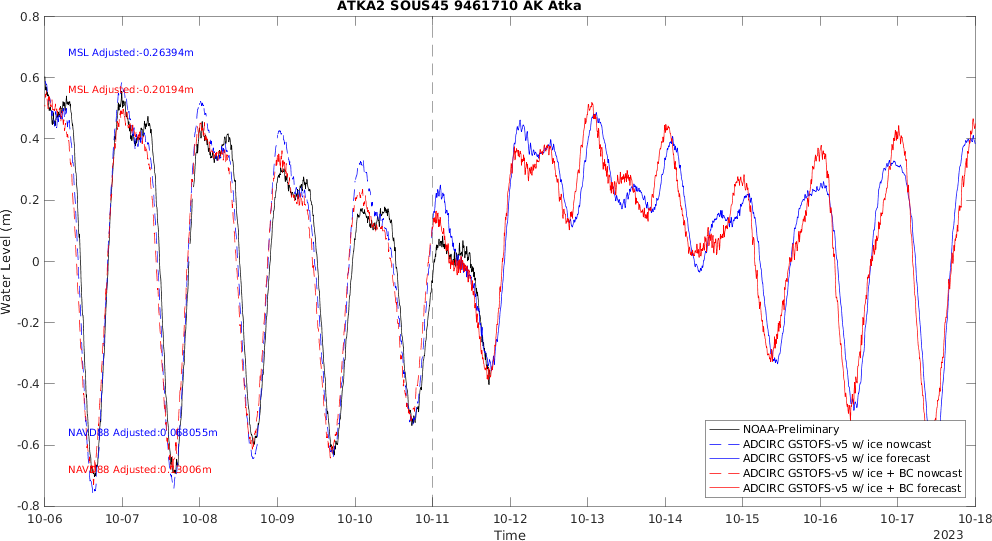 ATKA2 SOUS45 9461710 AK Atka
0.8
MSL Adjusted:-0.26394m
0.6
MSL Adjusted:-0.20194m
0.4
0.2
Water Level (m)
0
-0.2
-0.4
NAVD88 Adjusted:0.068055m
NOAA-Preliminary
ADCIRC GSTOFS-v5 w/ ice nowcast
-0.6
ADCIRC GSTOFS-v5 w/ ice forecast
NAVD88 Adjusted:
ADCIRC GSTOFS-v5 w/ ice + BC nowcast
ADCIRC GSTOFS-v5 w/ ice + BC forecast
-0.8
10-06 10-07 10-08 10-09 10-10 10-11 10-12 10-13 10-14 10-15 10-16 10-17 10-18
Time
2023